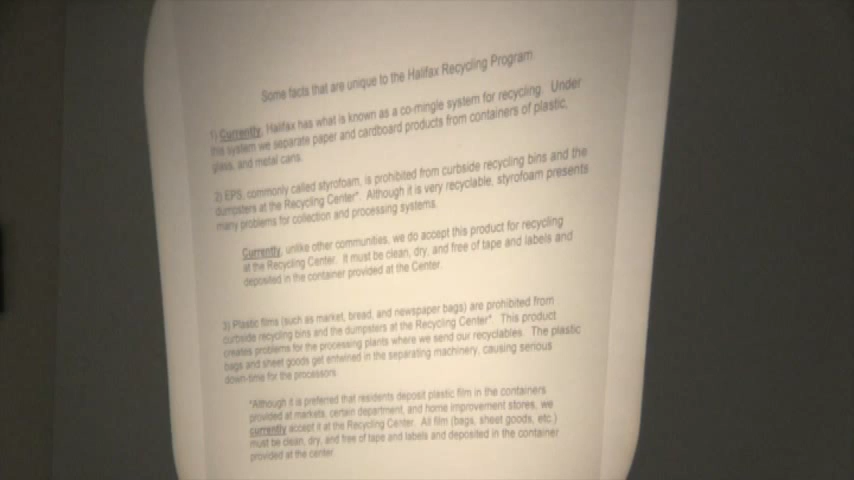 Some facts that are unique to the Halifax Recycling Program
1) Currently, Halifax has what is known as a co-mingle system for recycling. Under
this system we separate paper and cardboard products from containers of plastic,
glass, and metal cans.
2) EPS, commonly called styrofoam, is prohibited from curbside recycling bins and the
dumpsters at the Recycling Center*. Although it is very recyclable, styrofoam presents
many problems for collection and processing systems.
Currently, unlike other communities, we do accept this product for recycling
at the Recycling Center. It must be clean, dry, and free of tape and labels and
deposited in the container provided at the Center.
3) Plastic films (such as market, bread, and newspaper bags) are prohibited from
curbside recycling bins and the dumpsters at the Recycling Center* This product
creates problems for the processing plants where we send our recyclables. The plastic
bags and sheet goods get entwined in the separating machinery, causing serious
down-time for the processors.
*Although it is preferred that residents deposit plastic film in the containers
provided at markets, certain department, and home improvement stores, we
currently accept it at the Recycling Center. All film (bags, sheet goods, etc.)
must be clean, dry, and free of tape and labels and deposited in the container
provided at the center.